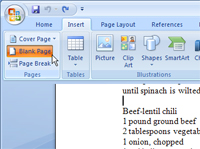 Home Insert Page Layout References
Cover Page
Blank Page
Page Break
Pages
Table
Tables
Picture Clip Art Shapes SmartArt
Illustrations
until spinach is wilted
Beef-lentil chili
1 pound ground beef
2 tablespoons
1 onion, chopped